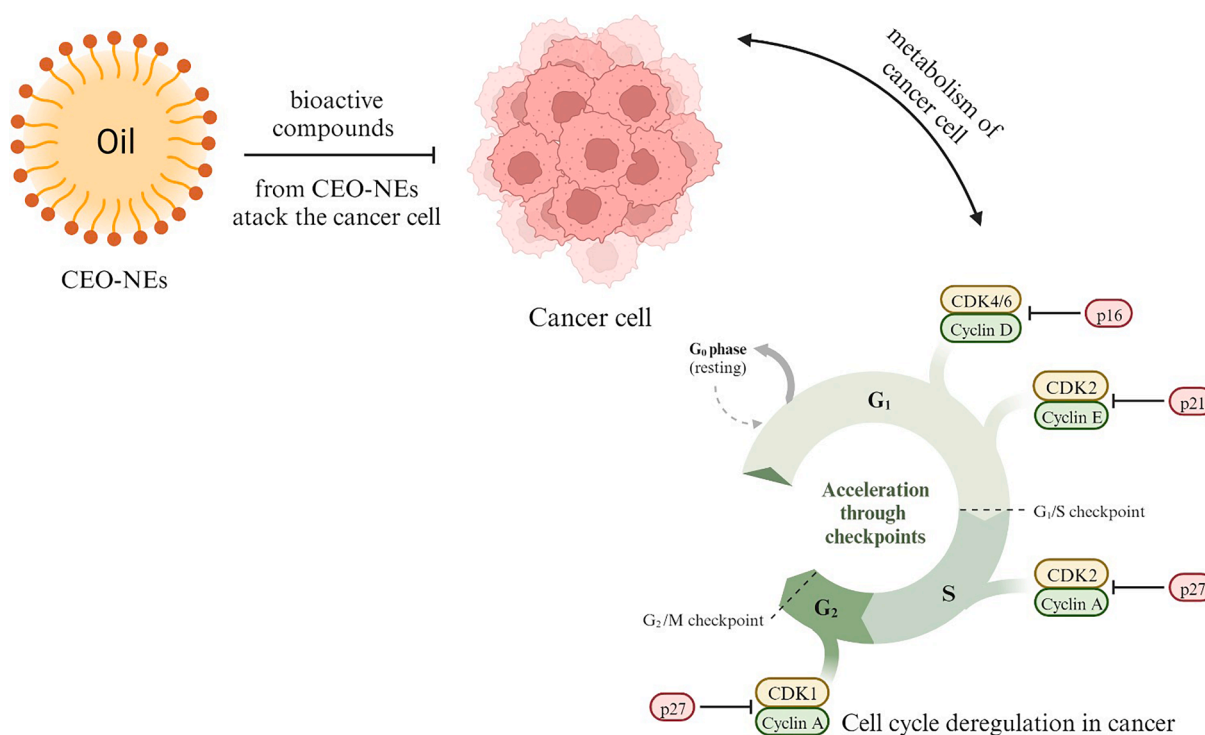 Oil
CEO-NEs
bioactive
compounds
from CEO-NEs
atack the cancer cell
Cancer cell
metabolism of
cancer cell
CDK4/6
Cyclin D
p16
G₀ phase
(resting)
G₁
CDK2
Cyclin E
p21
Acceleration
through
checkpoints
G₁/S checkpoint
CDK2
Cyclin A
p27
S
G₂
G₂/M checkpoint
CDK1
Cyclin A
p27
Cell cycle deregulation in cancer